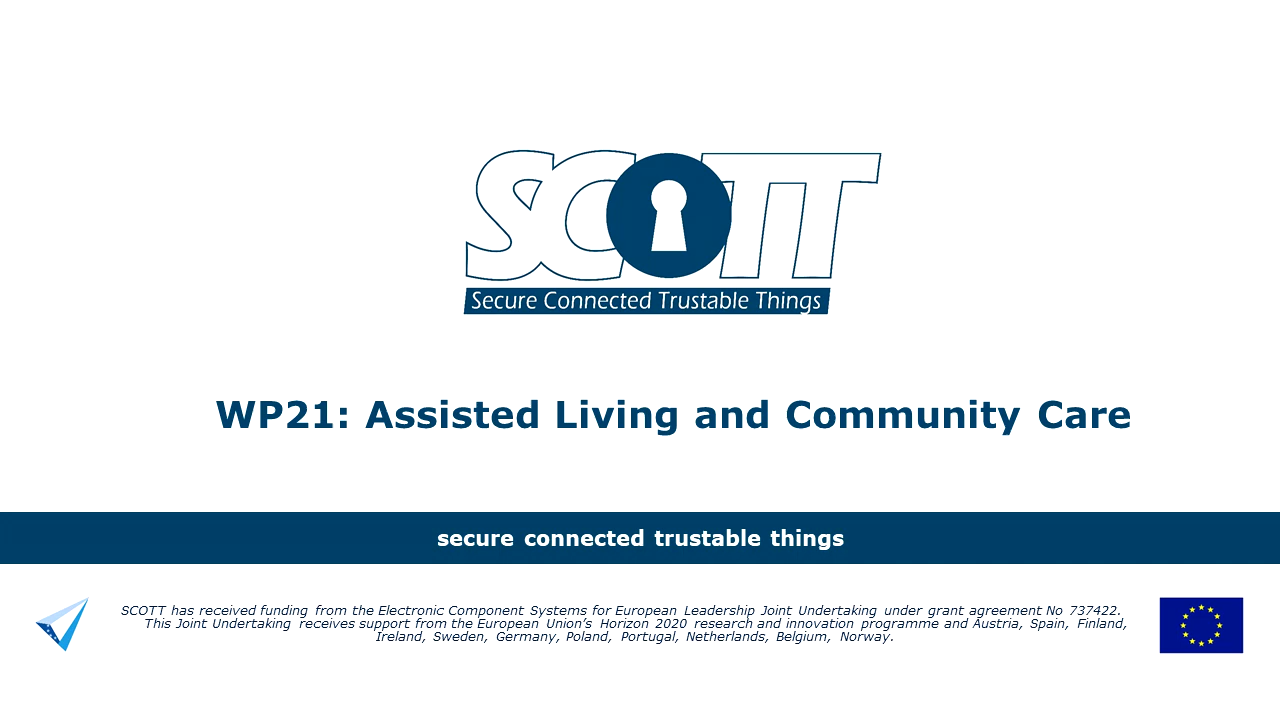 SCOTT
Secure Connected Trustable Things
WP21: Assisted Living and Community Care
secure connected trustable things
SCOTT has received funding from the Electronic Component Systems for European Leadership Joint Undertaking under grant agreement No 737422.
This Joint Undertaking receives support from the European Union’s Horizon 2020 research and innovation programme and Austria, Spain, Finland,
Ireland, Sweden, Germany, Poland, Portugal, Netherlands, Belgium, Norway.